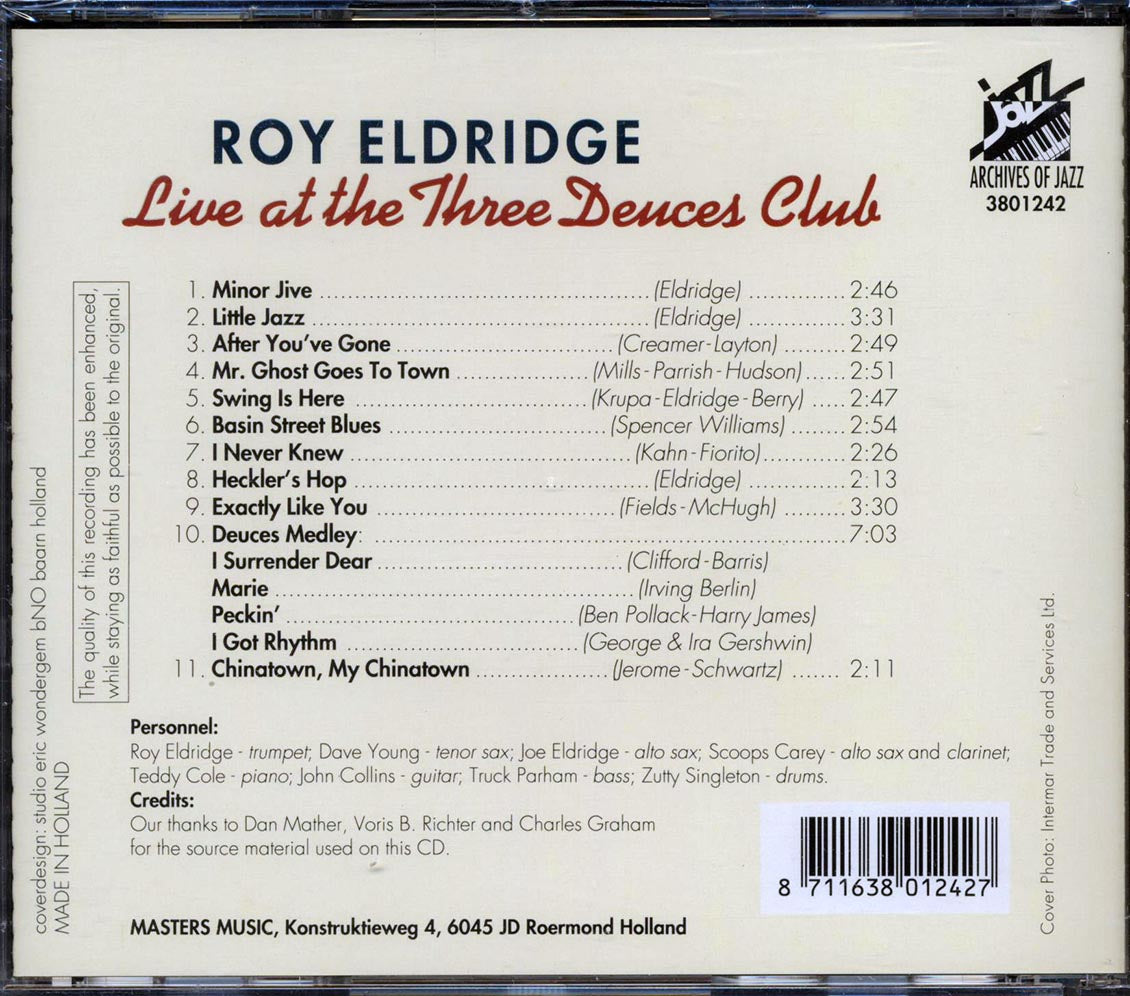 ROY ELDRIDGE
Live at the Three Deuces Club
jazz
jazz
ARCHIVES OF JAZZ
3801242
1. Minor Jive (Eldridge) 2:46
2. Little Jazz (Eldridge) 3:31
3. After You've Gone (Creamer-Layton) 2:49
4. Mr. Ghost Goes To Town (Mills-Parrish-Hudson) 2:51
5. Swing Is Here (Krupa-Eldridge-Berry) 2:47
6. Basin Street Blues (Spencer Williams) 2:54
7. I Never Knew (Kahn-Fiorito) 2:26
8. Heckler's Hop (Eldridge) 2:13
9. Exactly Like You (Fields-McHugh) 3:30
10. Deuces Medley: 7:03
I Surrender Dear (Clifford-Barris)
Marie (Irving Berlin)
Peckin' (Ben Pollack-Harry James)
I Got Rhythm (George & Ira Gershwin)
11. Chinatown, My Chinatown (Jerome-Schwartz) 2:11
The quality of this recording has been enhanced,
while staying as faithful as possible to the original.
coverdesign: studio eric wondergem bNO baarn holland
MADE IN HOLLAND
Personnel:
Roy Eldridge - trumpet; Dave Young - tenor sax; Joe Eldridge - alto sax; Scoops Carey - alto sax and clarinet;
Teddy Cole - piano; John Collins - guitar; Truck Parham - bass; Zutty Singleton - drums.
Credits:
Our thanks to Dan Mather, Voris B. Richter and Charles Graham
for the source material used on this CD.
MASTERS MUSIC, Konstruktieweg 4, 6045 JD Roermond Holland
8 711638 012427
Cover Photo: Intermar Trade and Services Ltd.